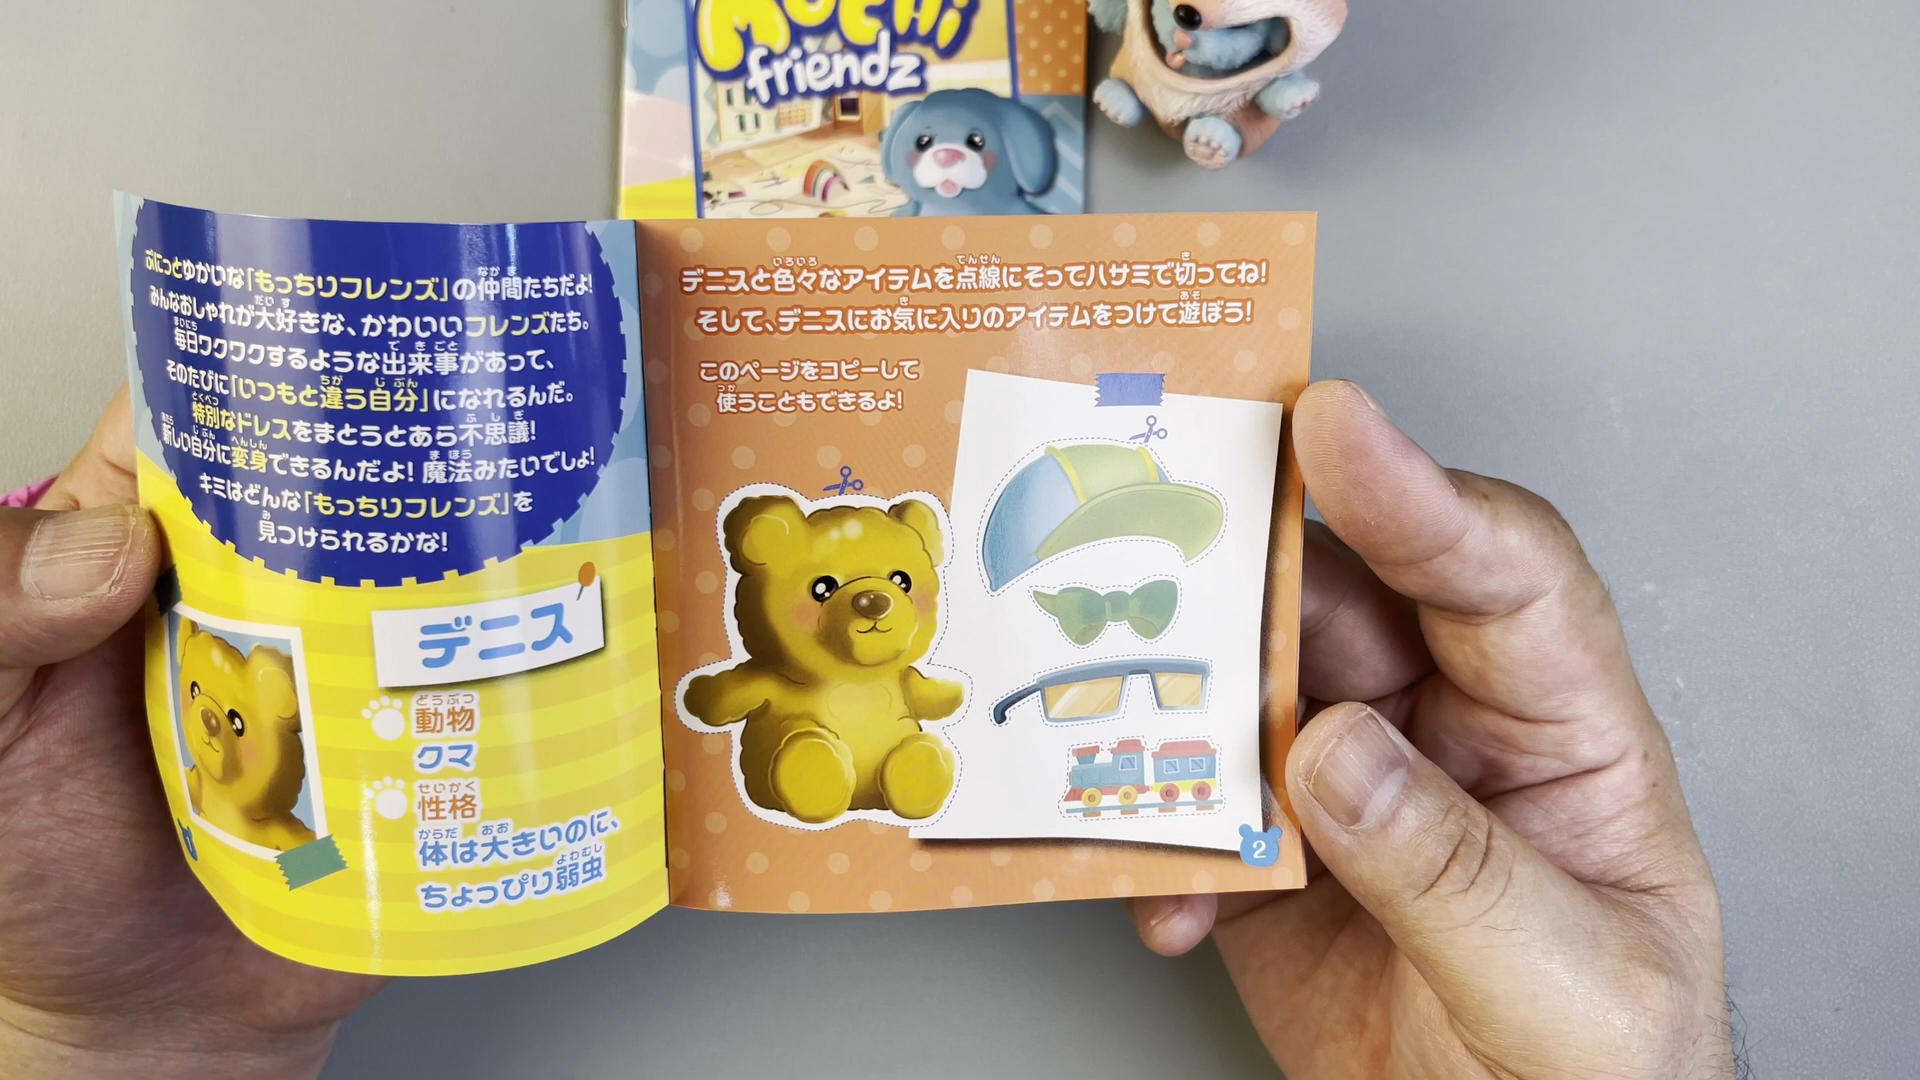 MOCHi
friendz
ぷにっとゆかいな「もっちりフレンズ」の仲間たちだよ!
みんなおしゃれが大好きな、かわいいフレンズたち。
毎日ワクワクするような出来事があって、
そのたびに「いつもと違う自分」になれるんだ。
特別なドレスをまとうとあら不思議!
新しい自分に変身できるんだよ! 魔法みたいでしょ!
キミはどんな「もっちりフレンズ」を
見つけられるかな!
デニス
動物
クマ
性格
体は大きいのに、
ちょっぴり弱虫
1
デニスと色々なアイテムを点線にそってハサミで切ってね!
そして、デニスにお気に入りのアイテムをつけて遊ぼう!
このページをコピーして
使うこともできるよ!
2